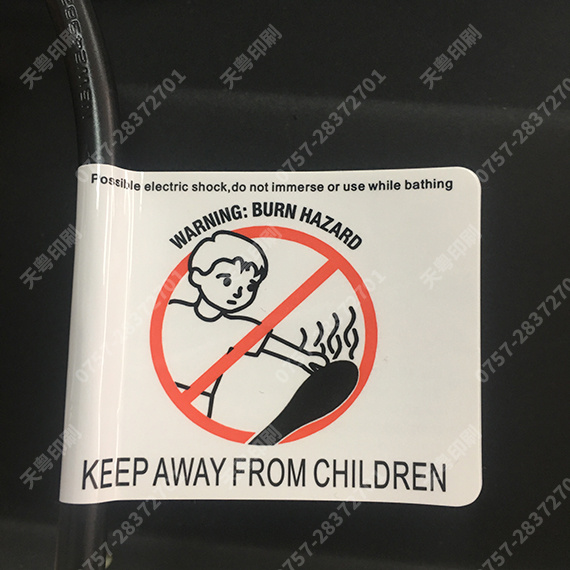 Possible electric shock,do not immerse or use while bathing
WARNING: BURN HAZARD
KEEP AWAY FROM CHILDREN
天粤印刷
0757-28372701